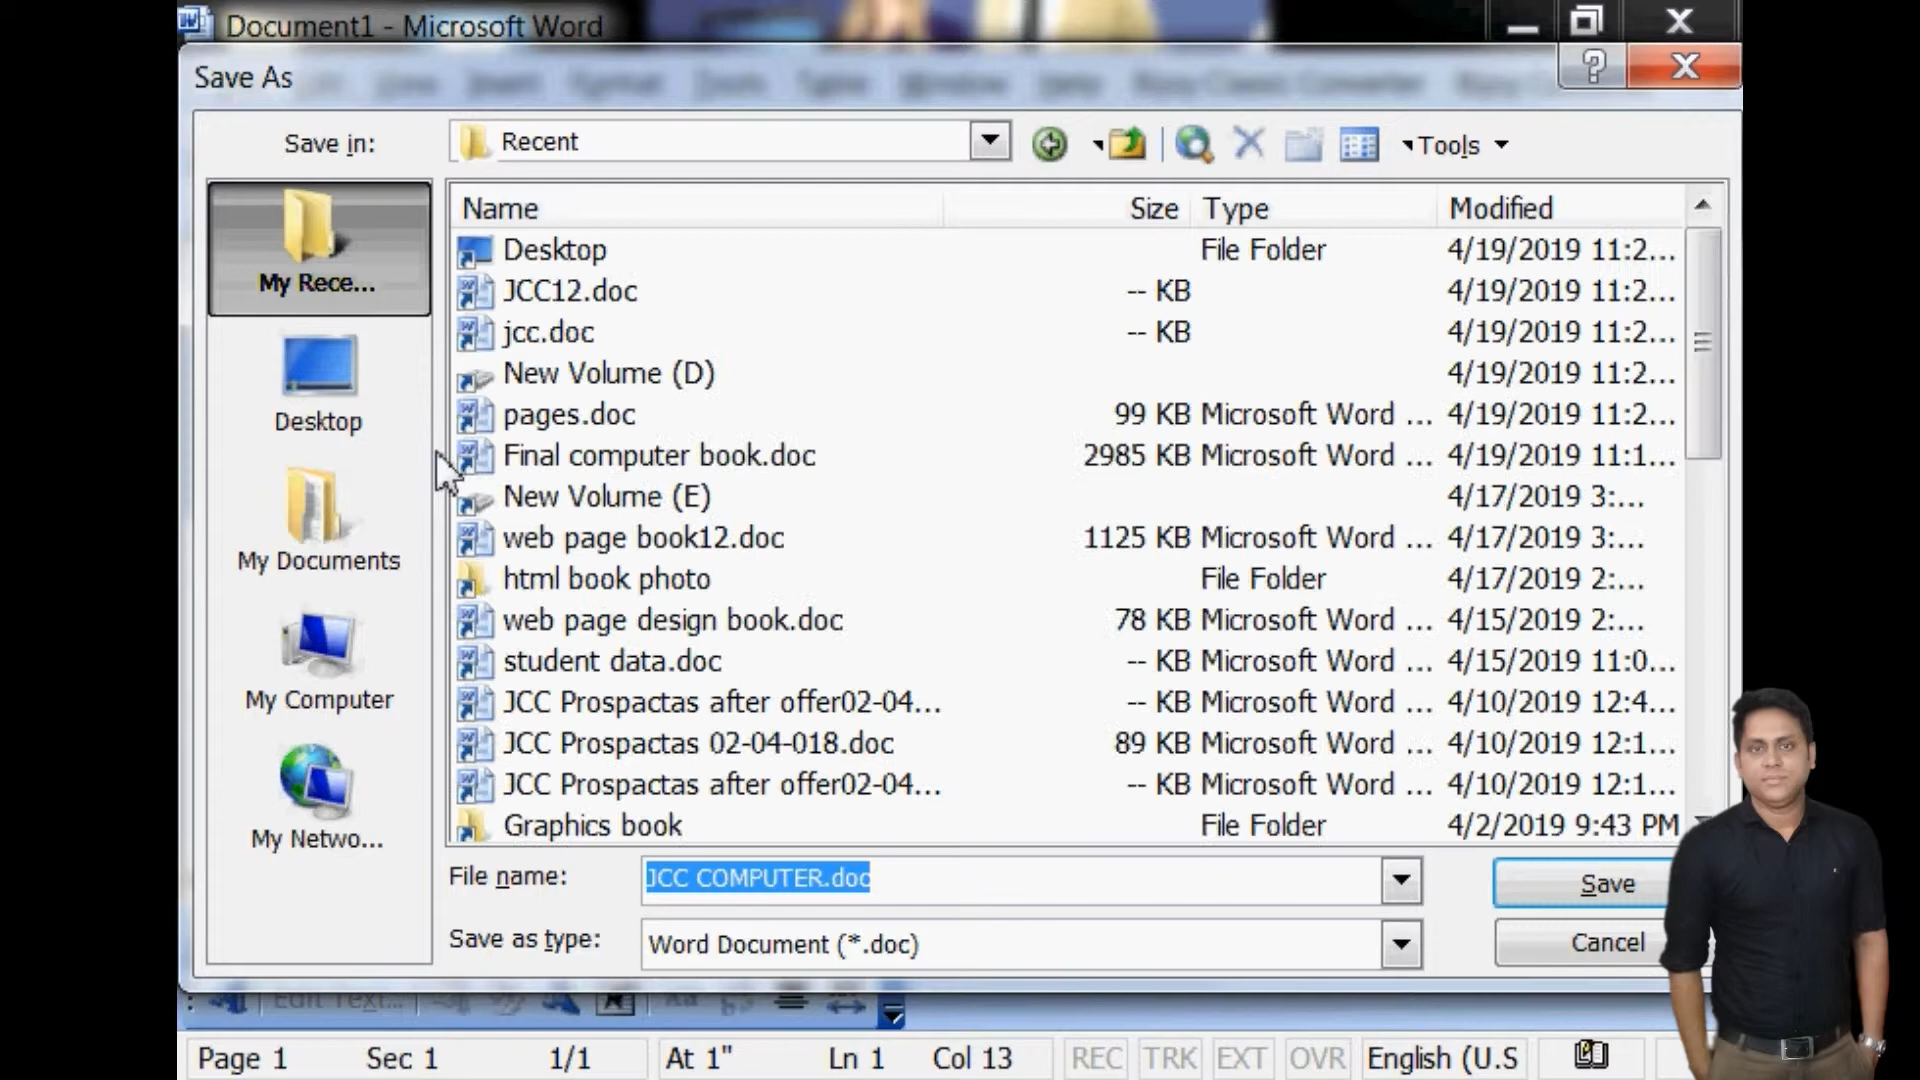 Document1 - Microsoft Word
Save As
View Insert Format Tools Table Window Help
Save in: Recent Tools
Name Size Type Modified
Desktop File Folder 4/19/2019 11:2...
JCC12.doc -- KB 4/19/2019 11:2...
jcc.doc -- KB 4/19/2019 11:2...
New Volume (D) 4/19/2019 11:2...
pages.doc 99 KB Microsoft Word ... 4/19/2019 11:2...
Final computer book.doc 2985 KB Microsoft Word ... 4/19/2019 11:1...
New Volume (E) 4/17/2019 3:...
web page book12.doc 1125 KB Microsoft Word ... 4/17/2019 3:...
html book photo File Folder 4/17/2019 2:...
web page design book.doc 78 KB Microsoft Word ... 4/15/2019 2:...
student data.doc -- KB Microsoft Word ... 4/15/2019 11:0...
JCC Prospactas after offer02-04... -- KB Microsoft Word ... 4/10/2019 12:4...
JCC Prospactas 02-04-018.doc 89 KB Microsoft Word ... 4/10/2019 12:1...
JCC Prospactas after offer02-04... -- KB Microsoft Word ... 4/10/2019 12:1...
Graphics book File Folder 4/2/2019 9:43 PM
My Rece...
Desktop
My Documents
My Computer
My Netwo...
File name: JCC COMPUTER.doc Save
Save as type: Word Document (*.doc) Cancel
Edit Text...
Page 1 Sec 1 1/1 At 1" Ln 1 Col 13 REC TRK EXT OVR English (U.S